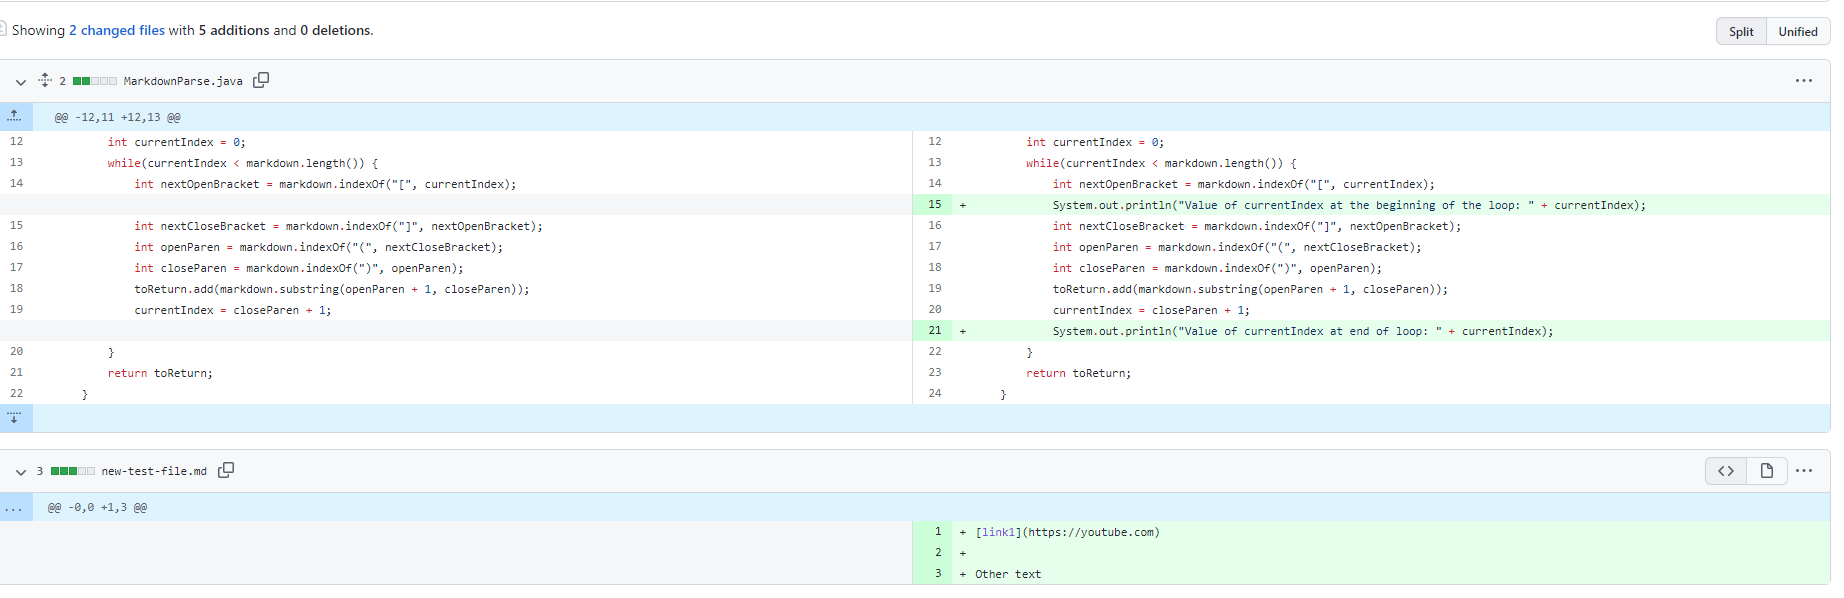 Showing 2 changed files with 5 additions and 0 deletions.
Split Unified
2 MarkdownParse.java
@@ -12,11 +12,13 @@
12 int currentIndex = 0; 12 int currentIndex = 0;
13 while(currentIndex < markdown.length()) { 13 while(currentIndex < markdown.length()) {
14 int nextOpenBracket = markdown.indexOf("[", currentIndex); 14 int nextOpenBracket = markdown.indexOf("[", currentIndex);
15 + System.out.println("Value of currentIndex at the beginning of the loop: " + currentIndex);
15 int nextCloseBracket = markdown.indexOf("]", nextOpenBracket); 16 int nextCloseBracket = markdown.indexOf("]", nextOpenBracket);
16 int openParen = markdown.indexOf("(", nextCloseBracket); 17 int openParen = markdown.indexOf("(", nextCloseBracket);
17 int closeParen = markdown.indexOf(")", openParen); 18 int closeParen = markdown.indexOf(")", openParen);
18 toReturn.add(markdown.substring(openParen + 1, closeParen)); 19 toReturn.add(markdown.substring(openParen + 1, closeParen));
19 currentIndex = closeParen + 1; 20 currentIndex = closeParen + 1;
21 + System.out.println("Value of currentIndex at end of loop: " + currentIndex);
20 } 22 }
21 return toReturn; 23 return toReturn;
22 } 24 }
3 new-test-file.md
... @@ -0,0 +1,3 @@
1 + [link1](https://youtube.com)
2 +
3 + Other text